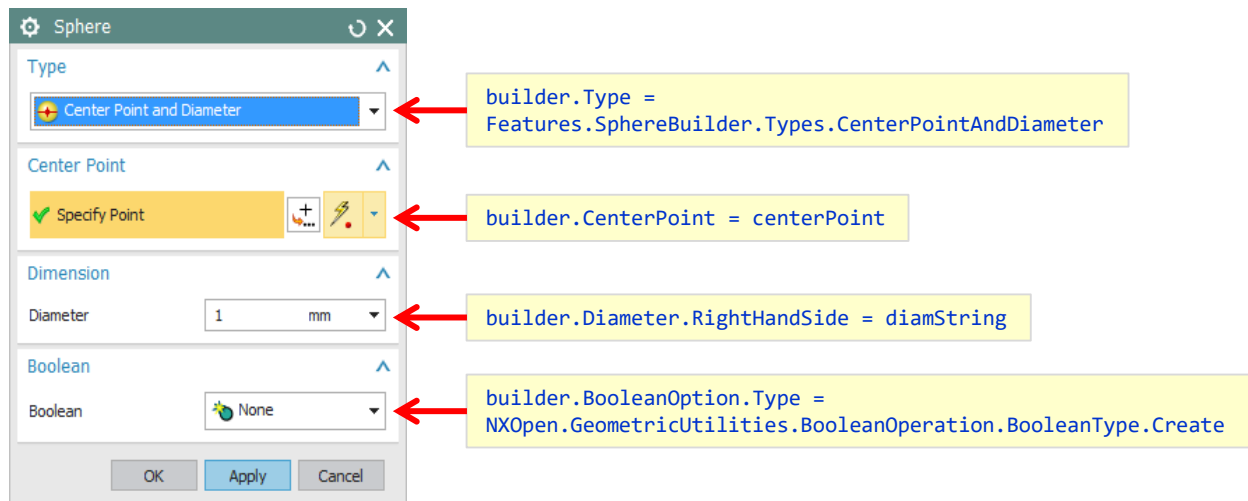 Sphere
Type
Center Point and Diameter
builder.Type =
Features.SphereBuilder.Types.CenterPointAndDiameter
Center Point
Specify Point
builder.CenterPoint = centerPoint
Dimension
Diameter 1 mm
builder.Diameter.RightHandSide = diamString
Boolean
Boolean None
builder.BooleanOption.Type =
NXOpen.GeometricUtilities.BooleanOperation.BooleanType.Create
OK Apply Cancel